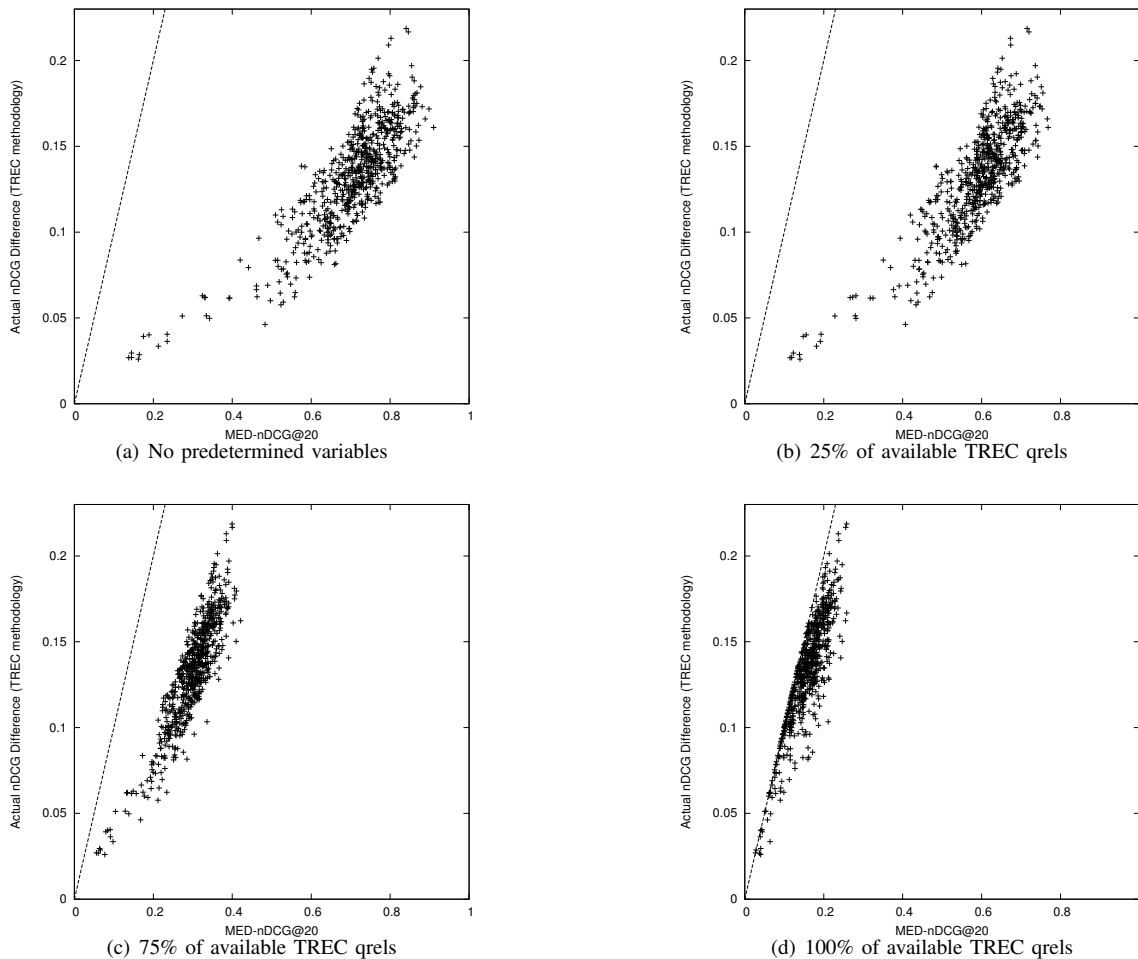 Actual nDCG Difference (TREC methodology)
0.2
0.15
0.1
0.05
0
0 0.2 0.4 0.6 0.8 1
MED-nDCG@20
(a) No predetermined variables
Actual nDCG Difference (TREC methodology)
0.2
0.15
0.1
0.05
0
0 0.2 0.4 0.6 0.8
MED-nDCG@20
(b) 25% of available TREC qrels
Actual nDCG Difference (TREC methodology)
0.2
0.15
0.1
0.05
0
0 0.2 0.4 0.6 0.8 1
MED-nDCG@20
(c) 75% of available TREC qrels
Actual nDCG Difference (TREC methodology)
0.2
0.15
0.1
0.05
0
0 0.2 0.4 0.6 0.8
MED-nDCG@20
(d) 100% of available TREC qrels